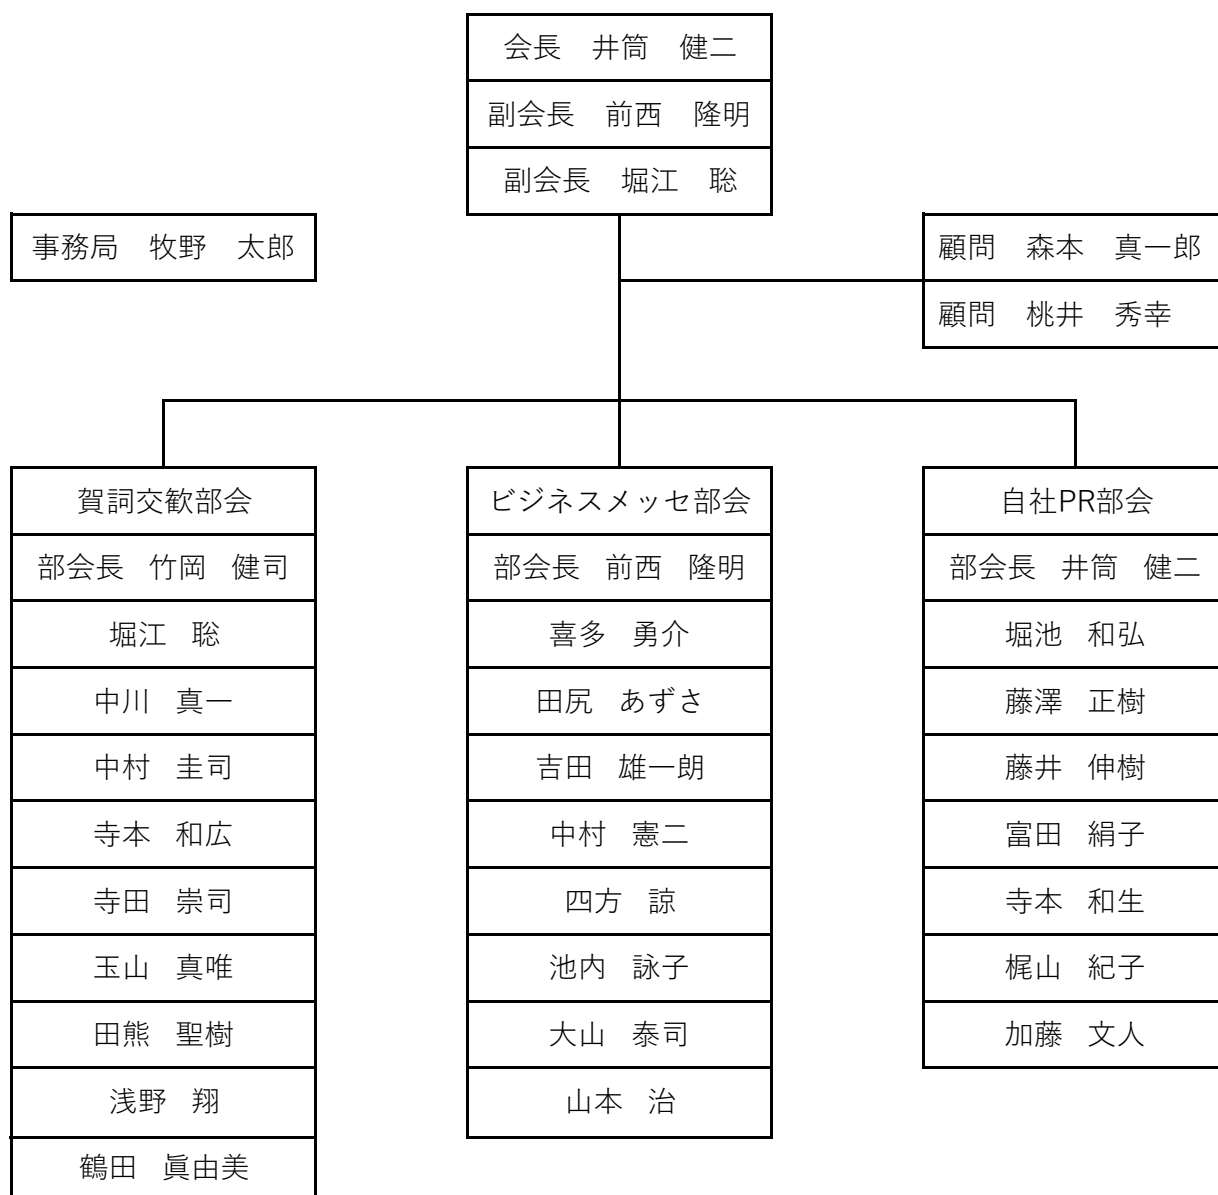 会長　井筒　健二
副会長　前西　隆明
副会長　堀江　聡
事務局　牧野　太郎
顧問　森本　真一郎
顧問　桃井　秀幸
賀詞交歓部会
部会長　竹岡　健司
堀江　聡
中川　真一
中村　圭司
寺本　和広
寺田　崇司
玉山　真唯
田熊　聖樹
浅野　翔
鶴田　眞由美
ビジネスメッセ部会
部会長　前西　隆明
喜多　勇介
田尻　あずさ
吉田　雄一朗
中村　憲二
四方　諒
池内　詠子
大山　泰司
山本　治
自社PR部会
部会長　井筒　健二
堀池　和弘
藤澤　正樹
藤井　伸樹
富田　絹子
寺本　和生
梶山　紀子
加藤　文人